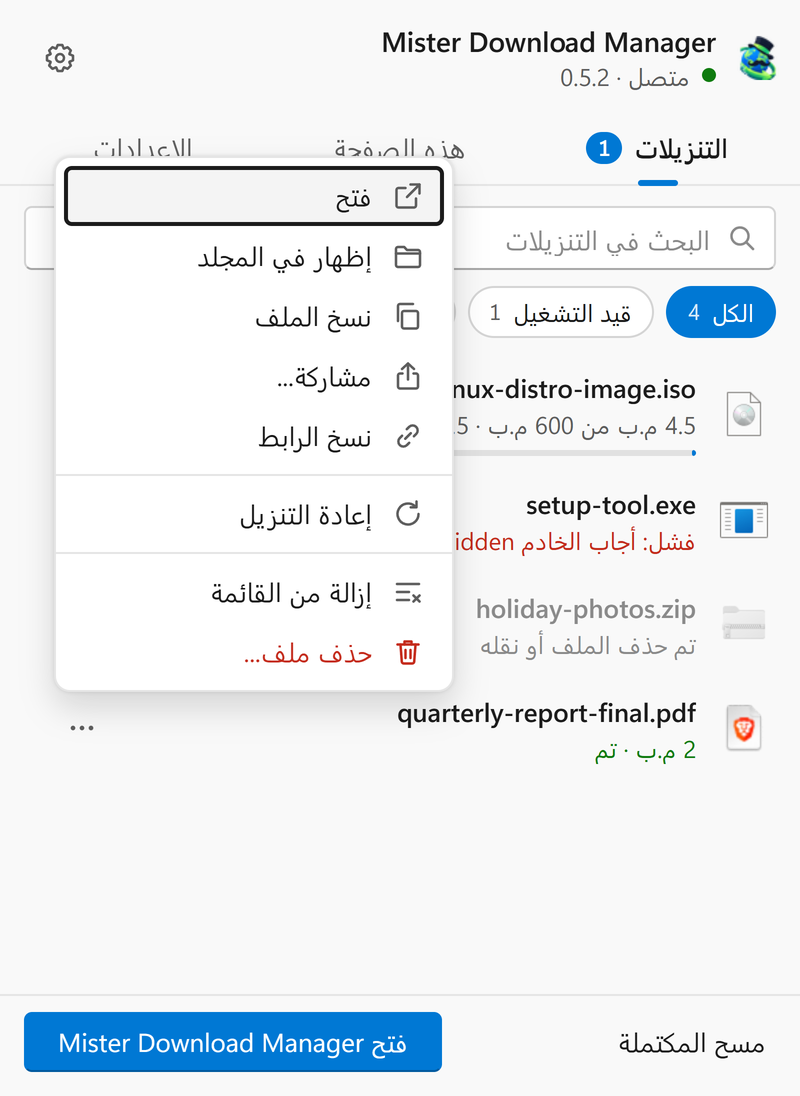 Mister Download Manager
متصل · 0.5.2
التنزيلات 1
هذه الصفحة
الإعدادات
البحث في التنزيلات
الكل 4
قيد التشغيل 1
فتح
إظهار في المجلد
نسخ الملف
مشاركة...
نسخ الرابط
إعادة التنزيل
إزالة من القائمة
حذف ملف...
nux-distro-image.iso
4.5 م.ب من 600 م.ب ·
setup-tool.exe
فشل: أجاب الخادم
holiday-photos.zip
تم حذف الملف أو نقله
quarterly-report-final.pdf
2 م.ب · تم
مسح المكتملة
فتح Mister Download Manager